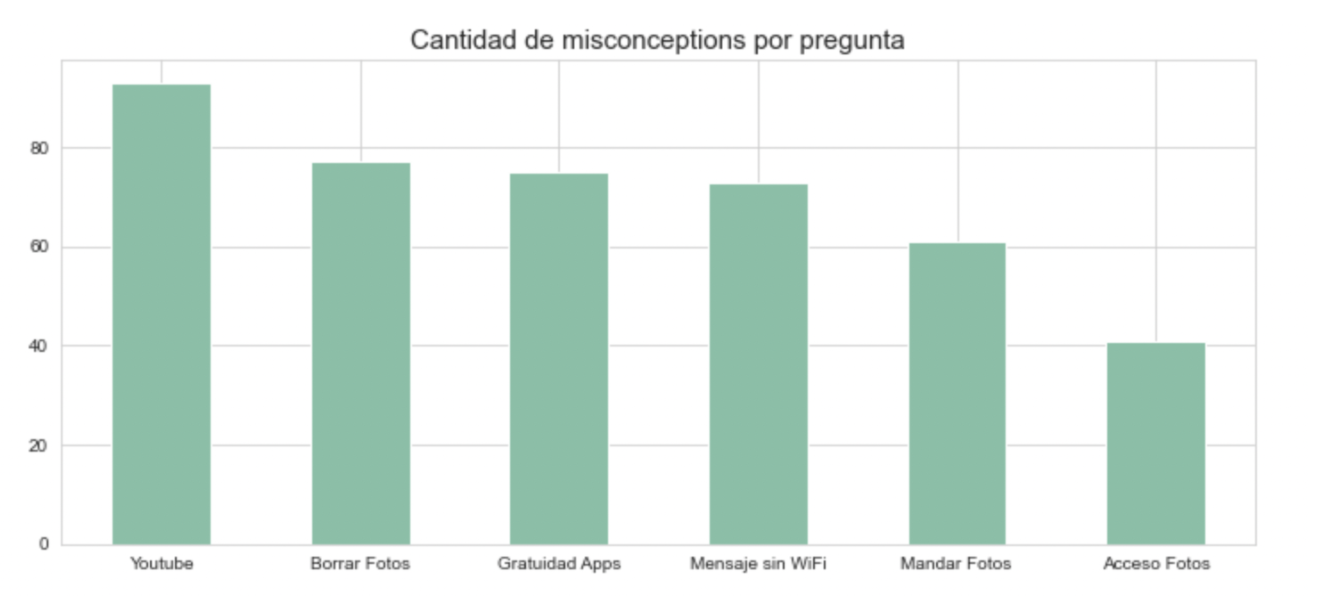 Cantidad de misconceptions por pregunta
80
60
40
20
0
Youtube Borrar Fotos Gratuidad Apps Mensaje sin WiFi Mandar Fotos Acceso Fotos